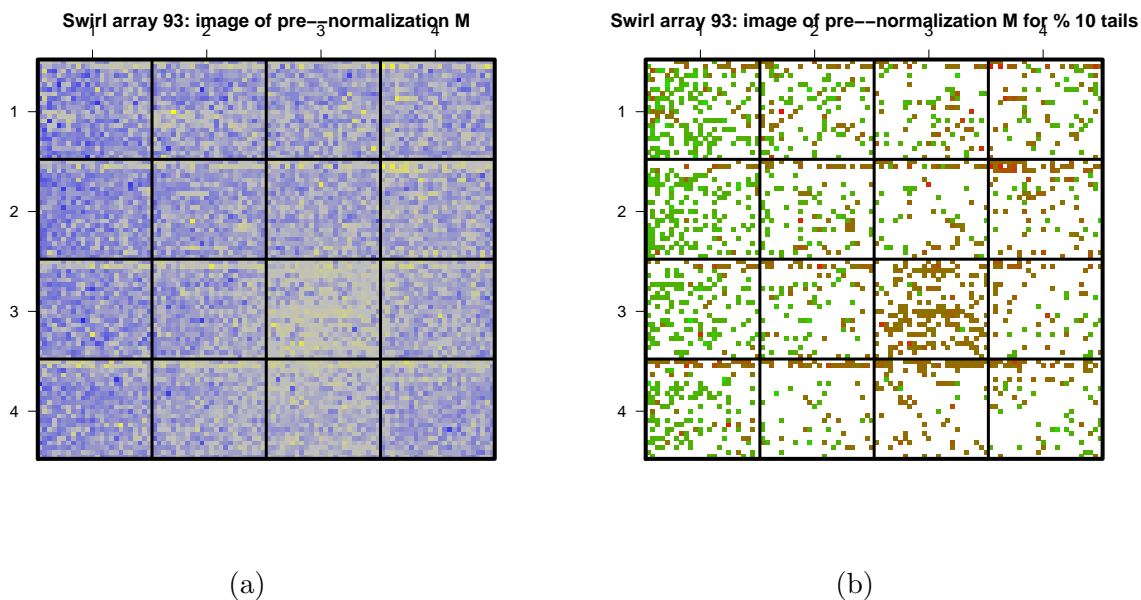 Swirl array 93: image of pre−−normalization M
1 2 3 4
1
2
3
4
(a)
Swirl array 93: image of pre−−normalization M for % 10 tails
1 2 3 4
1
2
3
4
(b)